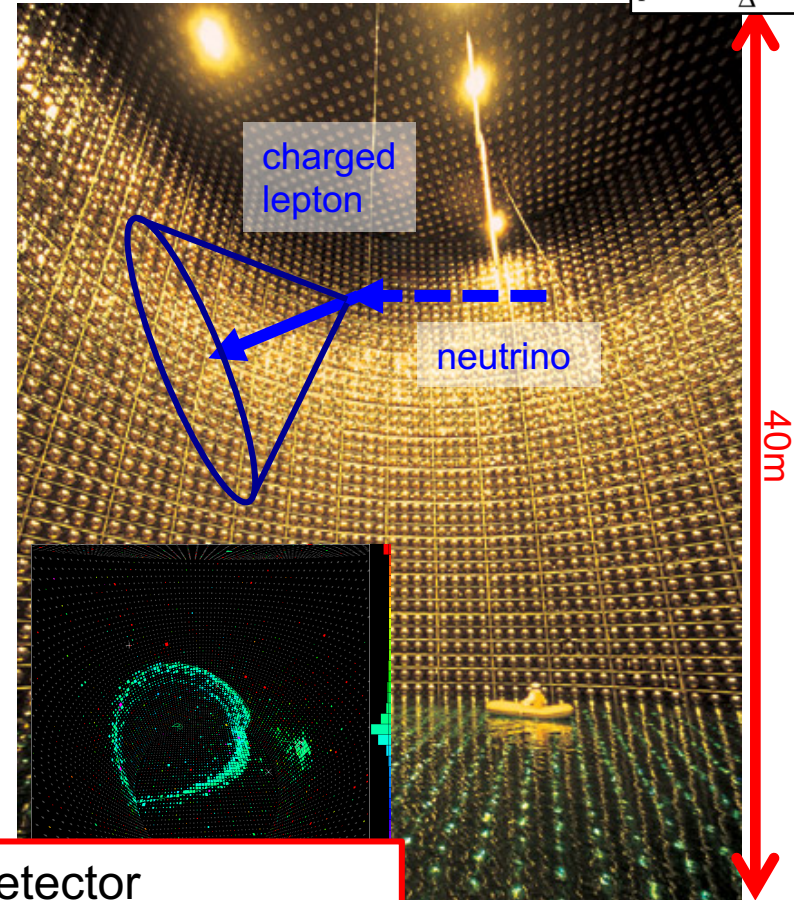 Δ
charged
lepton
neutrino
40m
etector